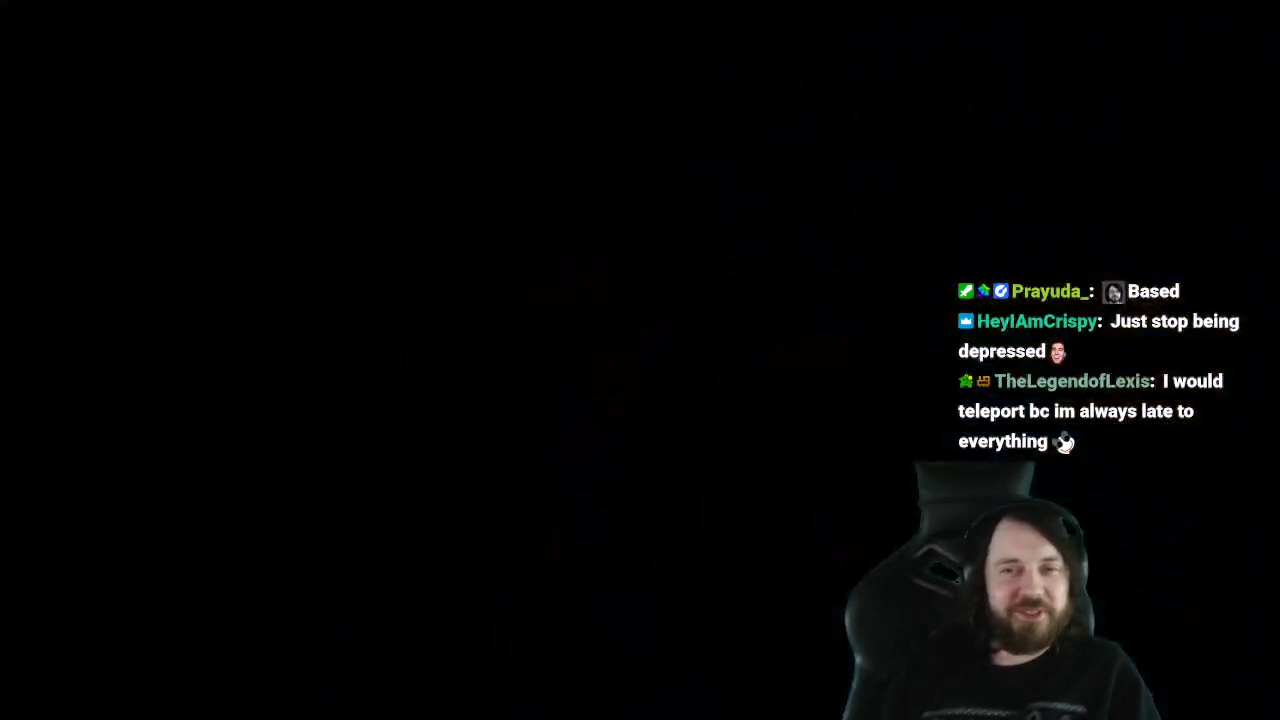 Prayuda_: Based
HeyIAmCrispy: Just stop being
depressed
TheLegendofLexis: I would
teleport bc im always late to
everything